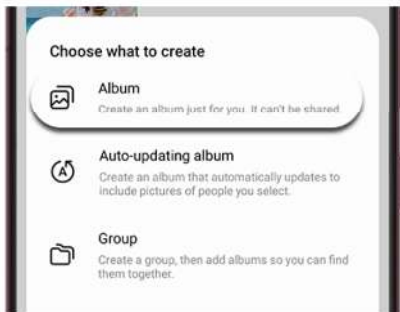 Choose what to create
Album
Create an album just for you. It can't be shared.
Auto-updating album
Create an album that automatically updates to
include pictures of people you select.
Group
Create a group, then add albums so you can find
them together.